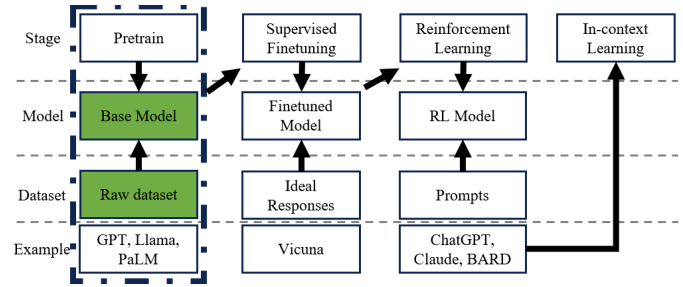 Stage
Pretrain
Supervised
Finetuning
Reinforcement
Learning
In-context
Learning
Model
Base Model
Finetuned
Model
RL Model
Dataset
Raw dataset
Ideal
Responses
Prompts
Example
GPT, Llama,
PaLM
Vicuna
ChatGPT,
Claude, BARD